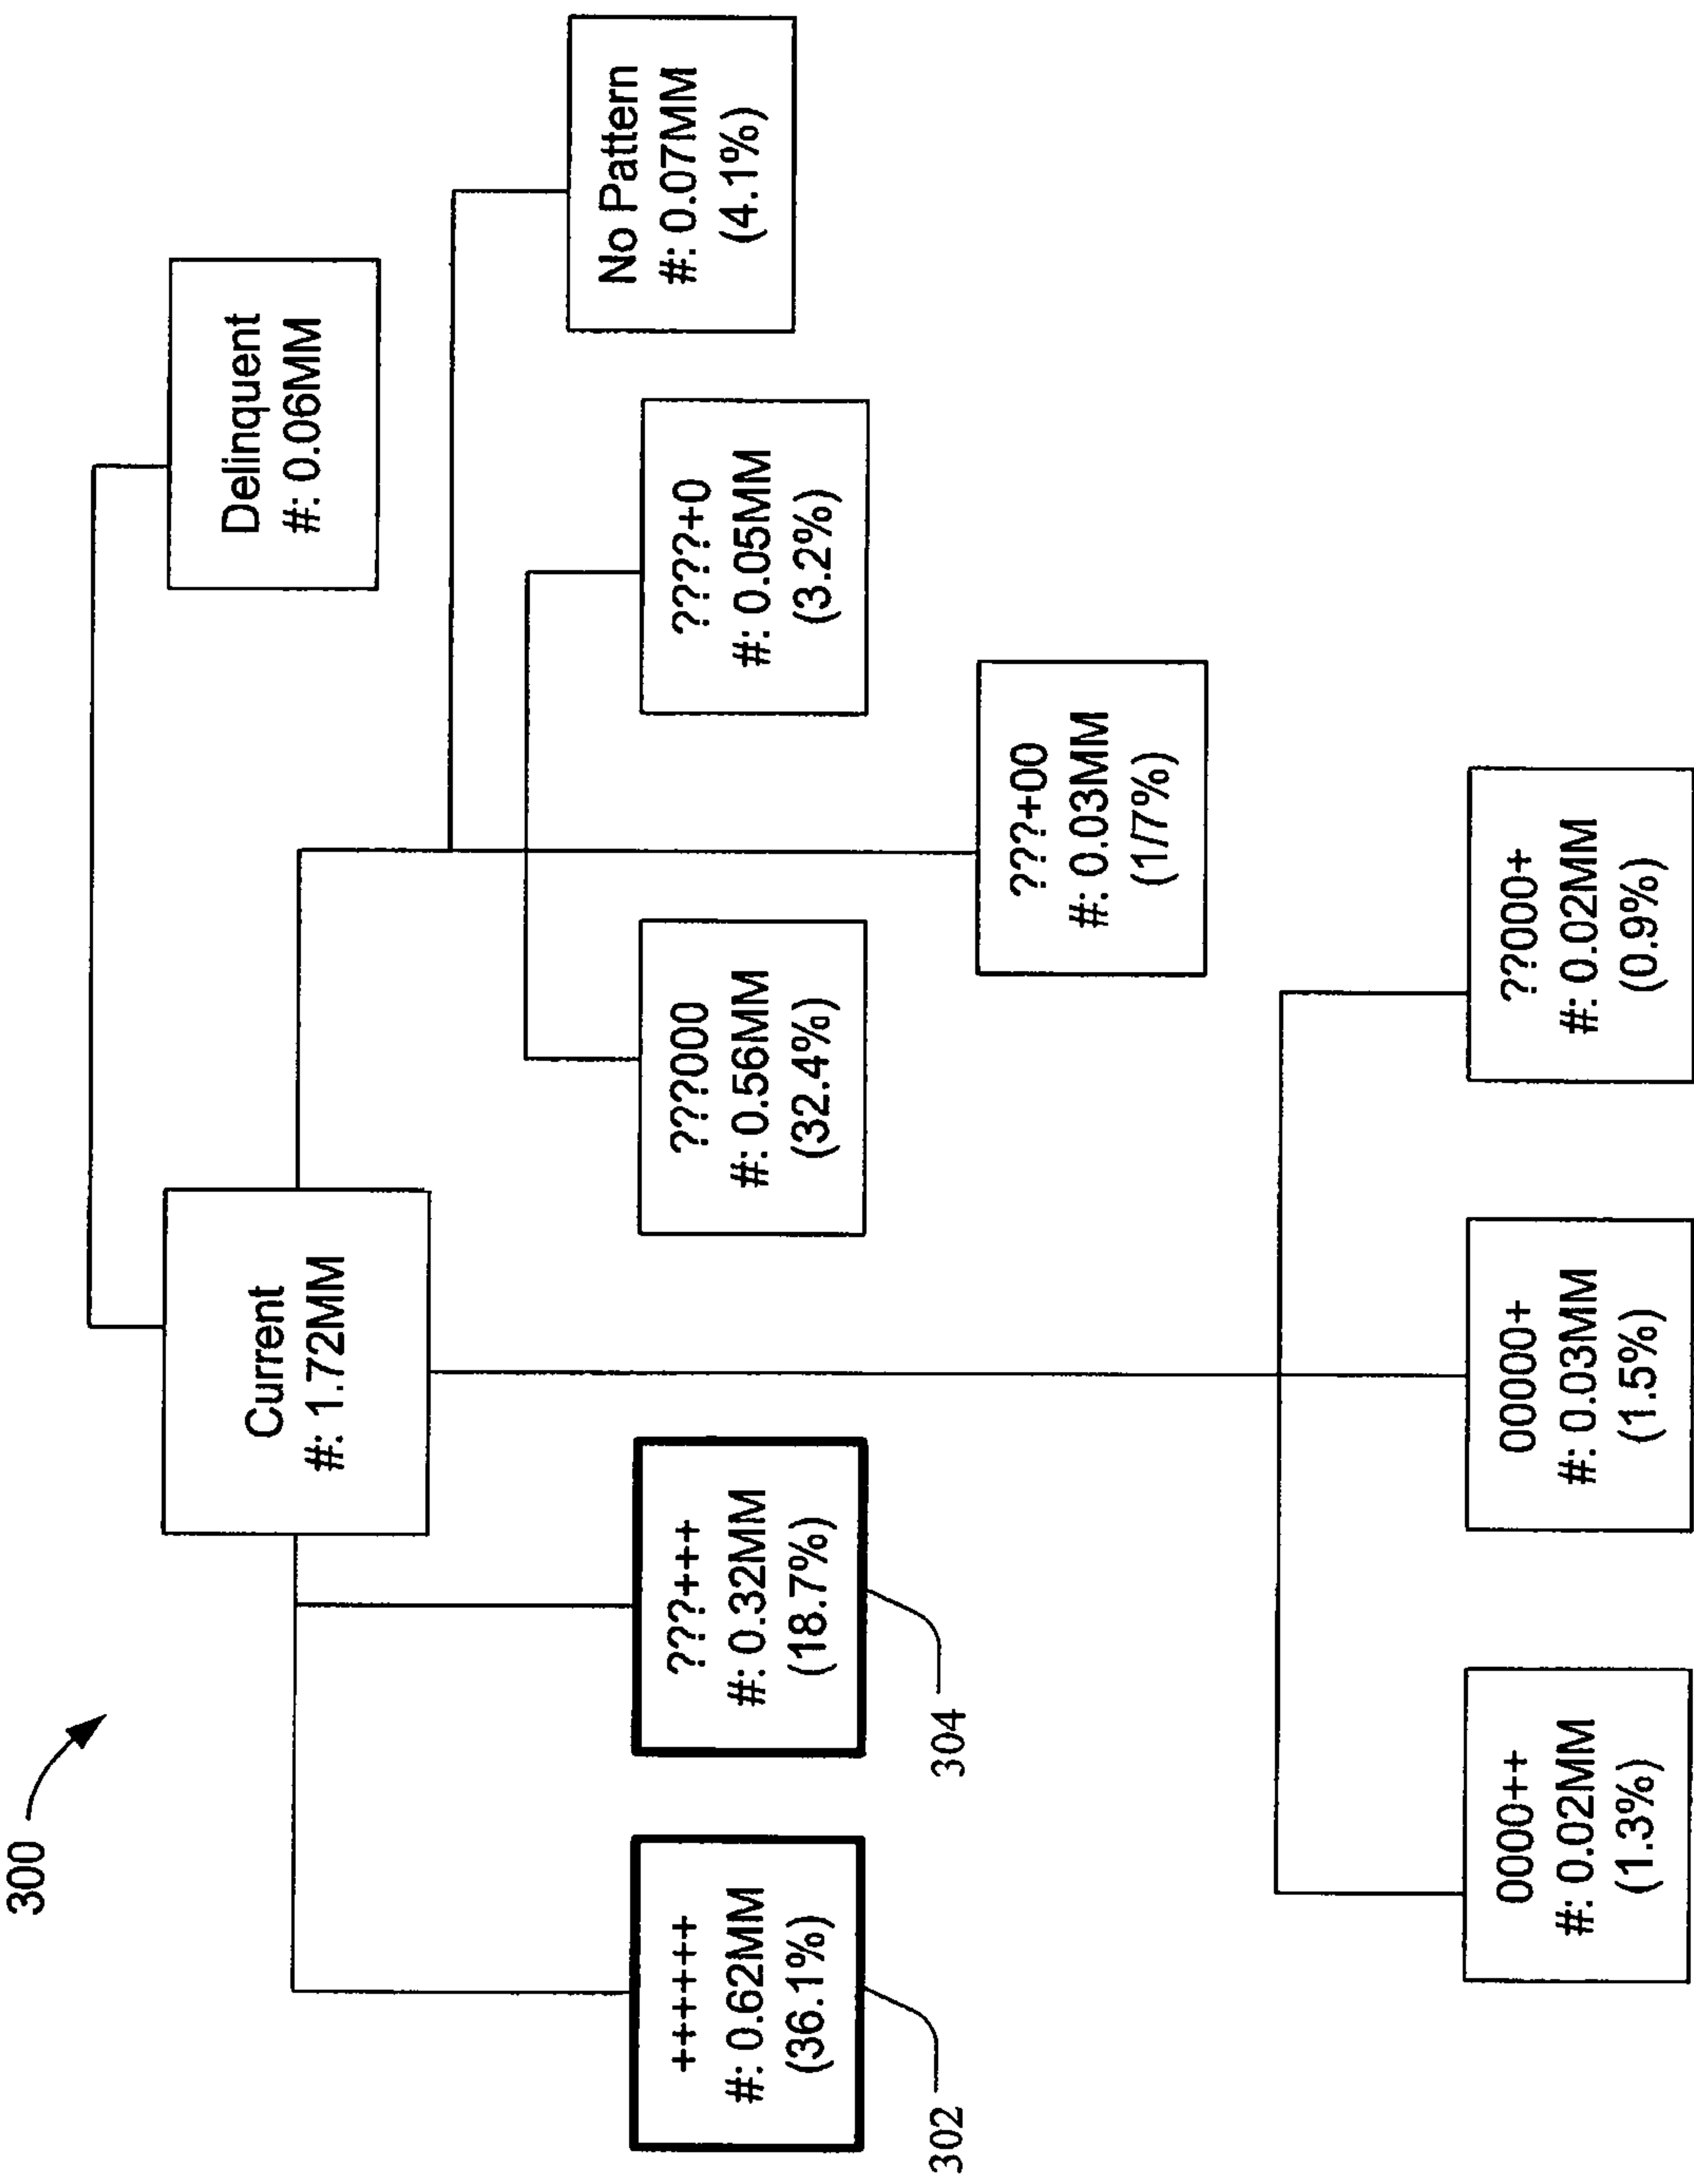 300
Current
#: 1.72MM
Delinquent
#: 0.06MM
++++++
#: 0.62MM
(36.1%)
302
???+++
#: 0.32MM
(18.7%)
304
???000
#: 0.56MM
(32.4%)
????+0
#: 0.05MM
(3.2%)
No Pattern
#: 0.07MM
(4.1%)
???+00
#: 0.03MM
(1/7%)
0000++
#: 0.02MM
(1.3%)
00000+
#: 0.03MM
(1.5%)
??000+
#: 0.02MM
(0.9%)